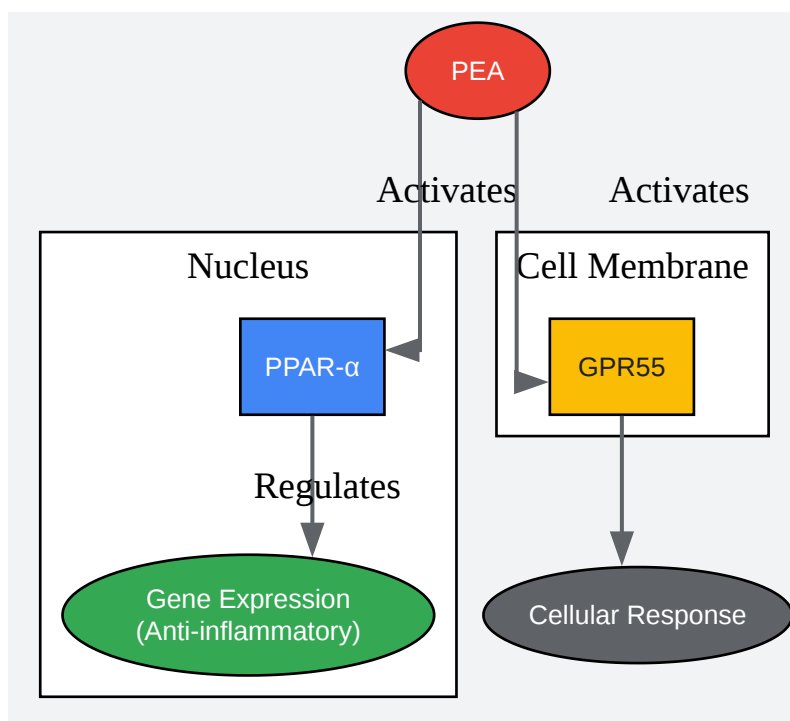 PEA
Activates
Activates
Nucleus
Cell Membrane
PPAR-α
GPR55
Regulates
Gene Expression
(Anti-inflammatory)
Cellular Response